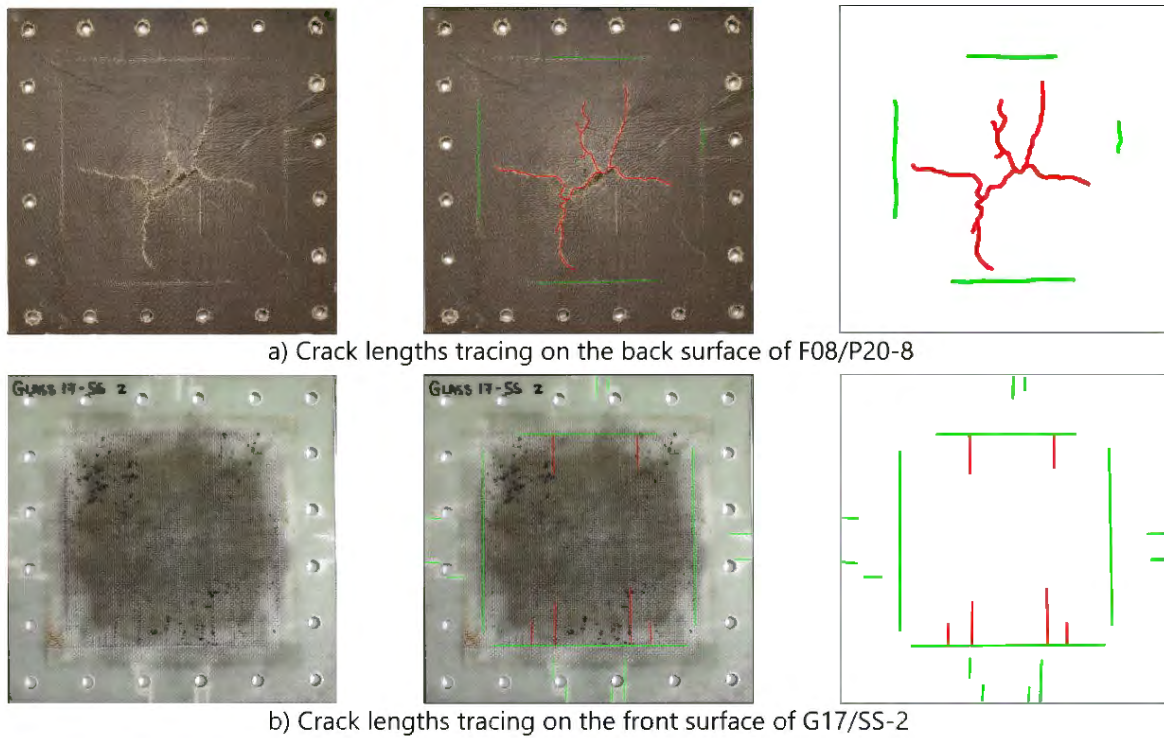 a) Crack lengths tracing on the back surface of F08/P20-8
GLASS 17-SS 2
GLASS 17-SS 2
b) Crack lengths tracing on the front surface of G17/SS-2